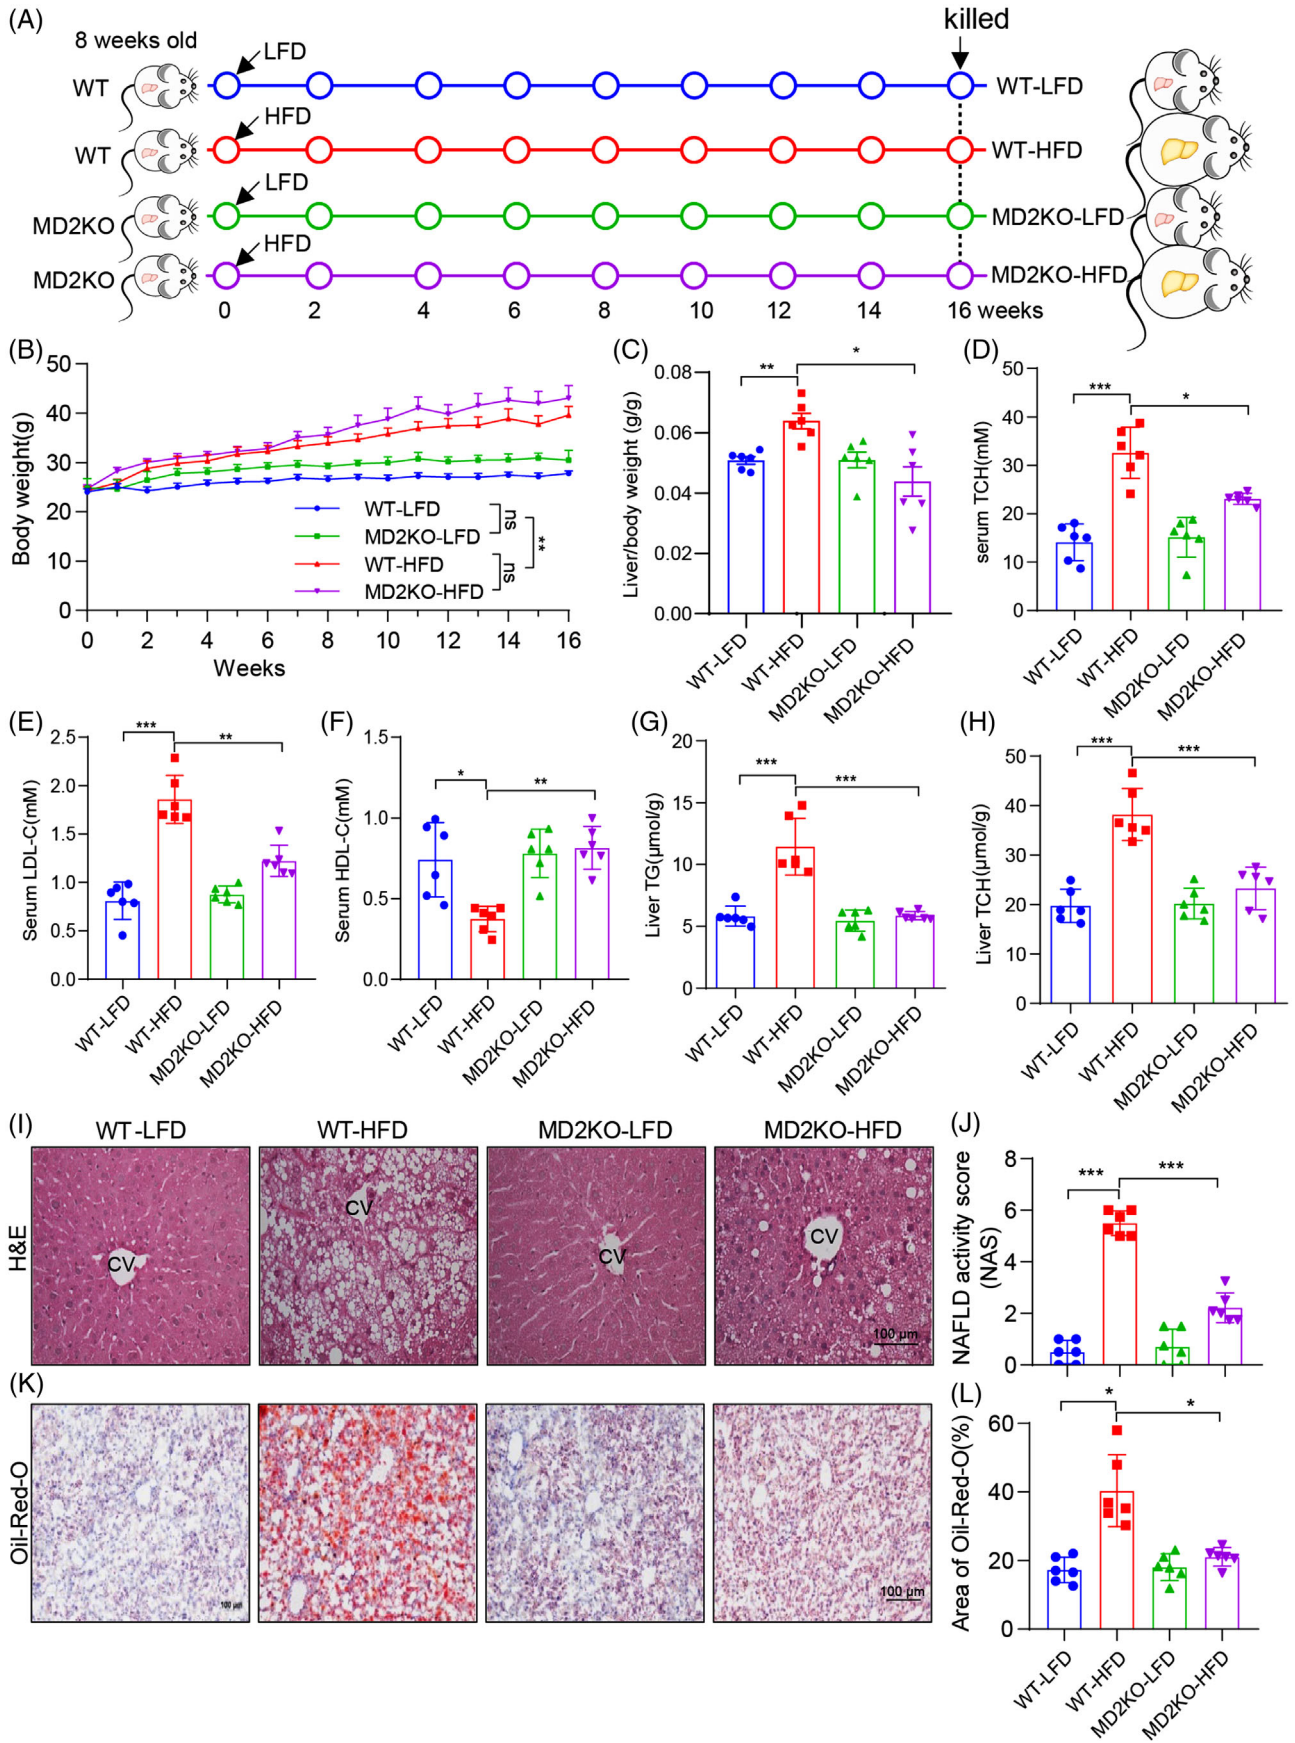 (A)
killed
8 weeks old
LFD
WT
WT-LFD
HFD
WT
WT-HFD
LFD
MD2KO
MD2KO-LFD
HFD
MD2KO
MD2KO-HFD
0 2 4 6 8 10 12 14 16 weeks
(B)
Body weight(g)
50
40
30
20
10
0
0 2 4 6 8 10 12 14 16
Weeks
WT-LFD
MD2KO-LFD
WT-HFD
MD2KO-HFD
ns
ns
**
(C)
Liver/body weight (g/g)
0.08
0.06
0.04
0.02
0.00
** *
WT-LFD
WT-HFD
MD2KO-LFD
MD2KO-HFD
(D)
serum TCH(mM)
50
40
30
20
10
0
*** *
WT-LFD
WT-HFD
MD2KO-LFD
MD2KO-HFD
(E)
Serum LDL-C(mM)
2.5
2.0
1.5
1.0
0.5
0.0
*** **
WT-LFD
WT-HFD
MD2KO-LFD
MD2KO-HFD
(F)
Serum HDL-C(mM)
1.5
1.0
0.5
0.0
* **
WT-LFD
WT-HFD
MD2KO-LFD
MD2KO-HFD
(G)
Liver TG(μmol/g)
20
15
10
5
0
*** ***
WT-LFD
WT-HFD
MD2KO-LFD
MD2KO-HFD
(H)
Liver TCH(μmol/g)
50
40
30
20
10
0
*** ***
WT-LFD
WT-HFD
MD2KO-LFD
MD2KO-HFD
(I)
WT-LFD WT-HFD MD2KO-LFD MD2KO-HFD
H&E
CV
CV
CV
CV
100 μm
(J)
NAFLD activity score
(NAS)
8
6
4
2
0
*** ***
(K)
Oil-Red-O
100 μm
100 μm
(L)
Area of Oil-Red-O(%)
60
40
20
0
* *
WT-LFD
WT-HFD
MD2KO-LFD
MD2KO-HFD